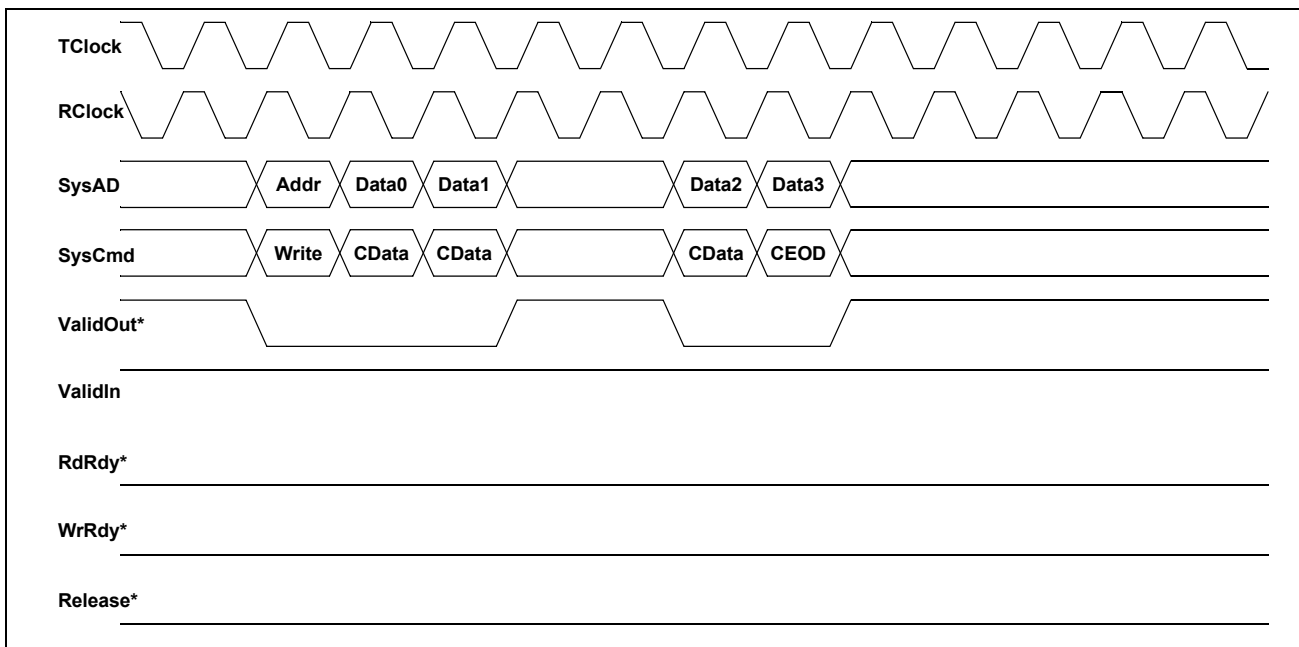 TClock
RClock
SysAD Addr Data0 Data1 Data2 Data3
SysCmd Write CData CData CData CEOD
ValidOut*
ValidIn
RdRdy*
WrRdy*
Release*